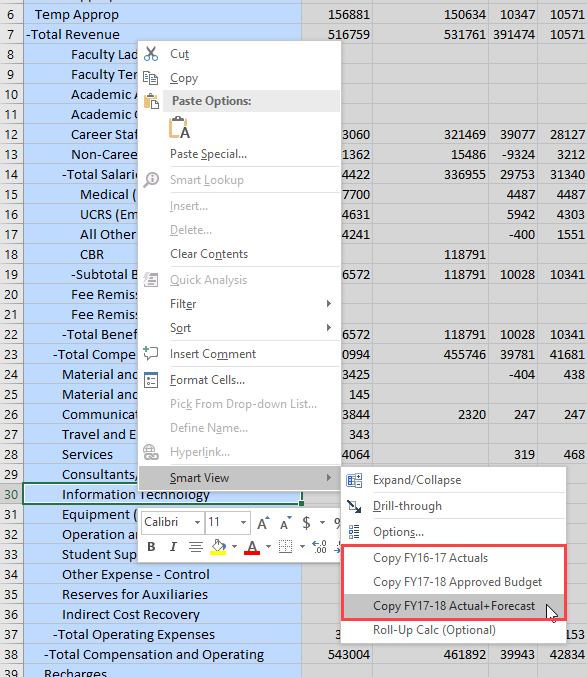 6 Temp Approp 156881 150634 10347 10571
7 -Total Revenue 516759 531761 391474 10571
8 Faculty Lad
9 Faculty Ter
10 Academic A
11 Academic
12 Career Staf 3060 321469 39077 28127
13 Non-Caree 1362 15486 -9324 3212
14 -Total Salarie 4422 336955 29753 31340
15 Medical ( 7700 4487 4487
16 UCRS (Em 4631 5942 4303
17 All Other 4241 -400 1551
18 CBR 118791
19 -Subtotal B 6572 118791 10028 10341
20 Fee Remiss
21 Fee Remiss
22 -Total Benef 6572 118791 10028 10341
23 -Total Compe 0994 455746 39781 41681
24 Material and 3425 -404 438
25 Material and 145
26 Communicat 3844 2320 247 247
27 Travel and E 343
28 Services 4064 319 468
29 Consultants/
30 Information Technology
31 Equipment (
32 Operation an
33 Student Sup
34 Other Expense - Control
35 Reserves for Auxiliaries
36 Indirect Cost Recovery
37 -Total Operating Expenses 3 153
38 -Total Compensation and Operating 543004 461892 39943 42834
39 Recharges
Cut
Copy
Paste Options:
A
Paste Special...
Smart Lookup
Insert...
Delete...
Clear Contents
Quick Analysis
Filter
Sort
Insert Comment
Format Cells...
Pick From Drop-down List...
Define Name...
Hyperlink...
Smart View
Calibri 11 A A $ %
B I A .00
Expand/Collapse
Drill-through
Options...
Copy FY16-17 Actuals
Copy FY17-18 Approved Budget
Copy FY17-18 Actual+Forecast
Roll-Up Calc (Optional)